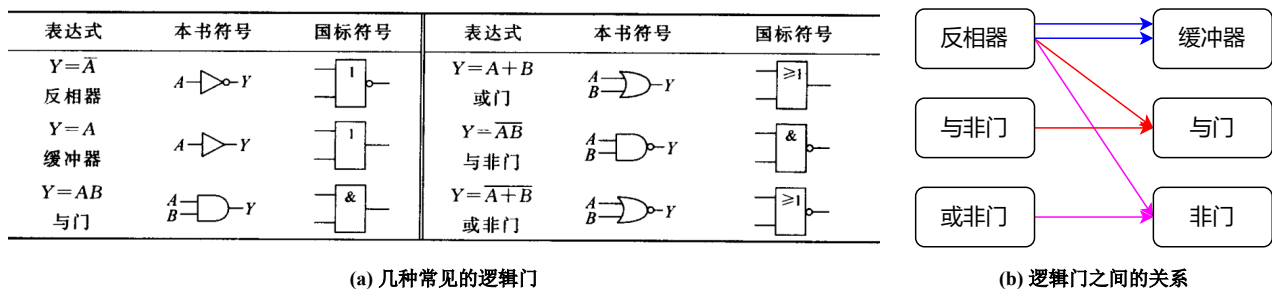 表达式 本书符号 国标符号 表达式 本书符号 国标符号
Y=A̅ A Y 1 Y=A+B A B Y ≥1
反相器 或门
Y=A A Y 1 Y=A̅B̅ A B Y &
缓冲器 与非门
Y=AB A B Y & Y=A̅+̅B̅ A B Y ≥1
与门 或非门
(a) 几种常见的逻辑门
反相器 缓冲器
与非门 与门
或非门 非门
(b) 逻辑门之间的关系